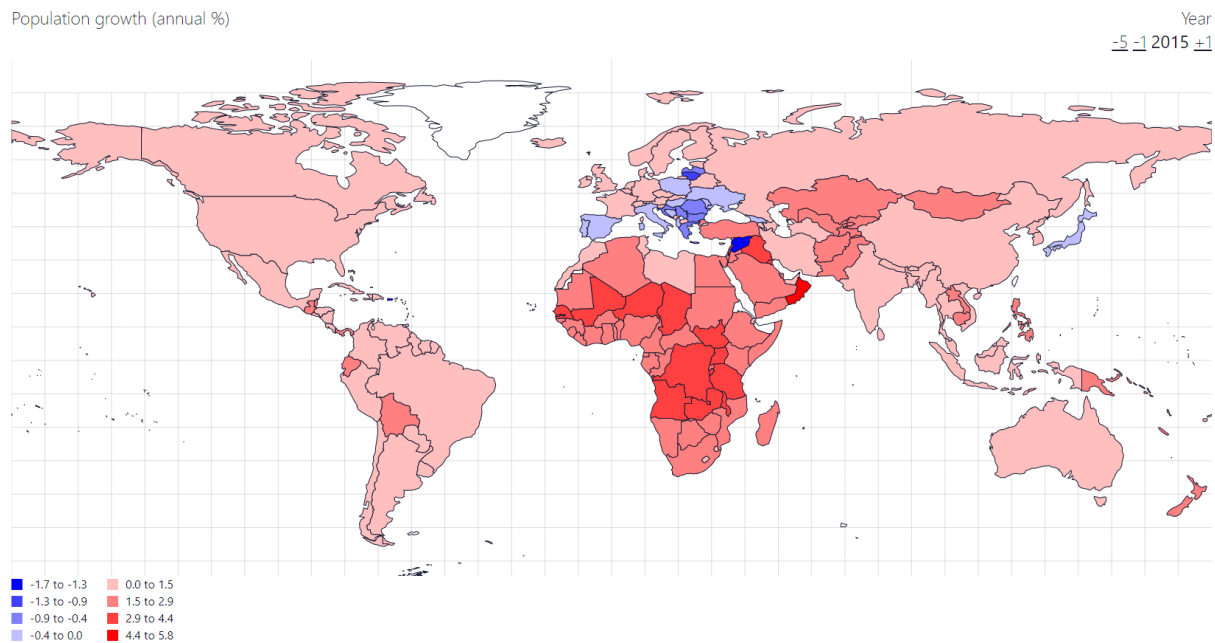 Population growth (annual %)
Year
-5 -1 2015 +1
-1.7 to -1.3
-1.3 to -0.9
-0.9 to -0.4
-0.4 to 0.0
0.0 to 1.5
1.5 to 2.9
2.9 to 4.4
4.4 to 5.8